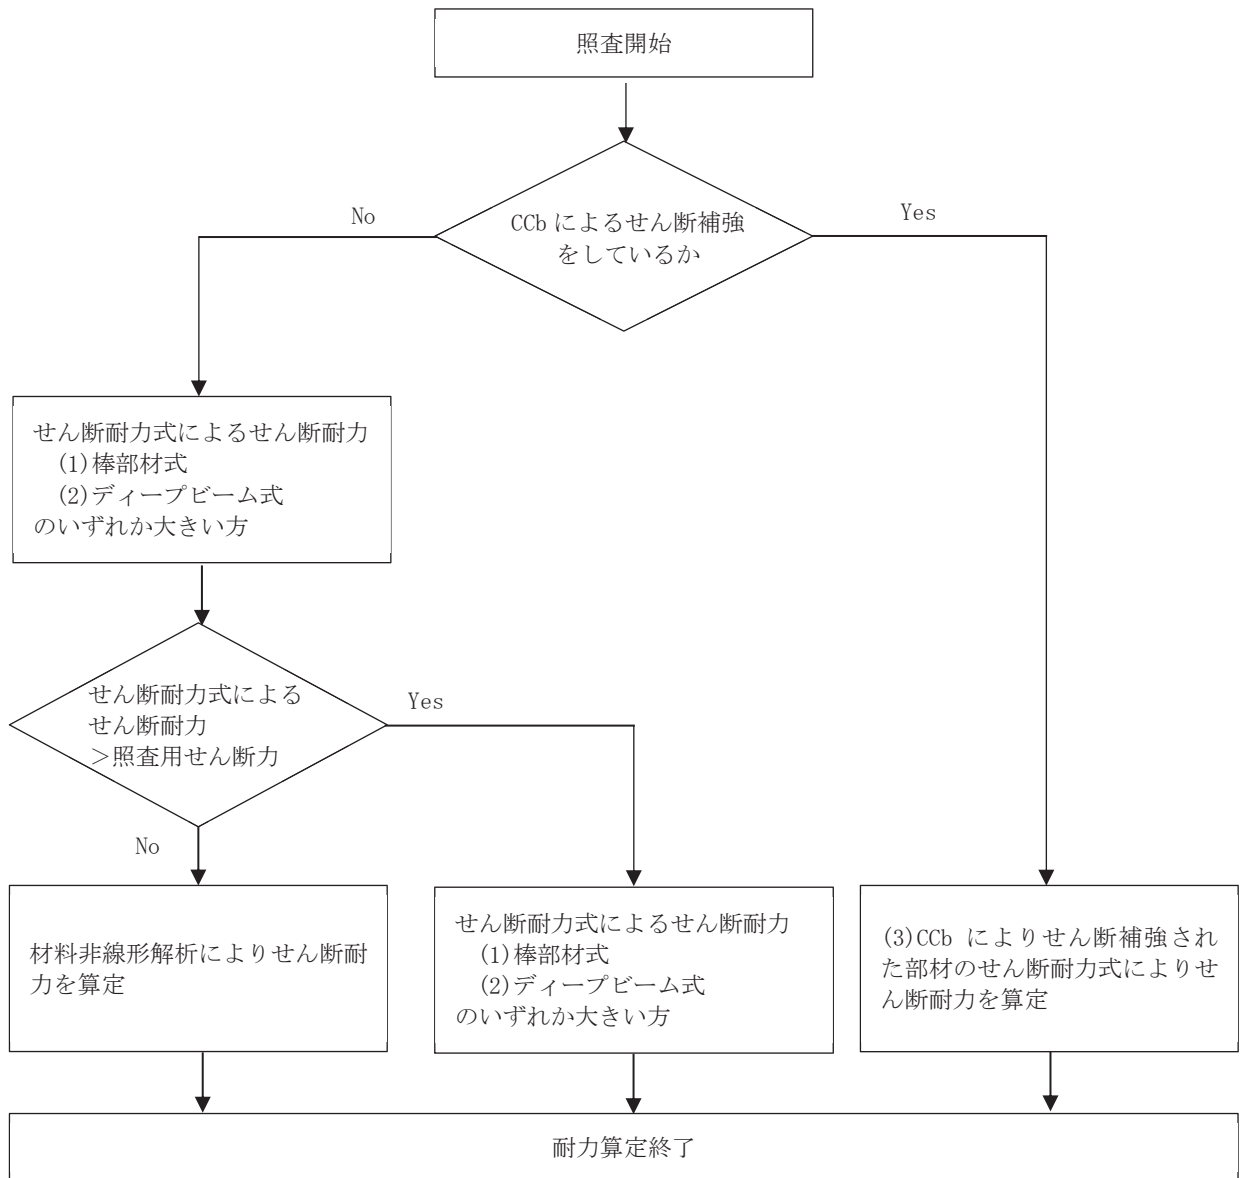 照査開始
CCbによるせん断補強
をしているか
No
Yes
せん断耐力式によるせん断耐力
(1)棒部材式
(2)ディープビーム式
のいずれか大きい方
せん断耐力式による
せん断耐力
＞照査用せん断力
Yes
No
材料非線形解析によりせん断耐
力を算定
せん断耐力式によるせん断耐力
(1)棒部材式
(2)ディープビーム式
のいずれか大きい方
(3)CCb によりせん断補強され
た部材のせん断耐力式によりせ
ん断耐力を算定
耐力算定終了